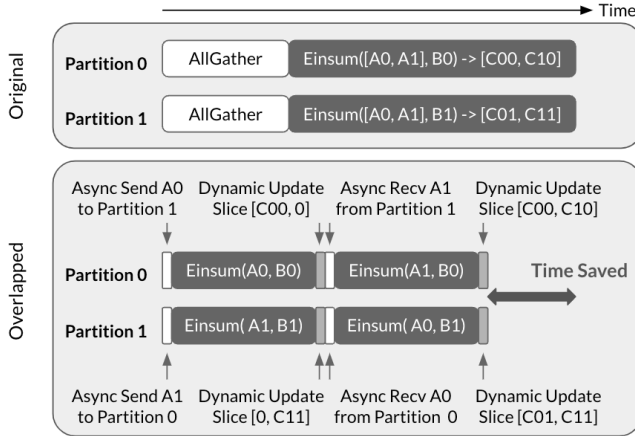 Time
Original
Partition 0
AllGather
Einsum([A0, A1], B0) -> [C00, C10]
Partition 1
AllGather
Einsum([A0, A1], B1) -> [C01, C11]
Overlapped
Async Send A0
to Partition 1
Dynamic Update
Slice [C00, 0]
Async Recv A1
from Partition 1
Dynamic Update
Slice [C00, C10]
Partition 0
Einsum(A0, B0)
Einsum(A1, B0)
Time Saved
Partition 1
Einsum( A1, B1)
Einsum( A0, B1)
Async Send A1
to Partition 0
Dynamic Update
Slice [0, C11]
Async Recv A0
from Partition 0
Dynamic Update
Slice [C01, C11]